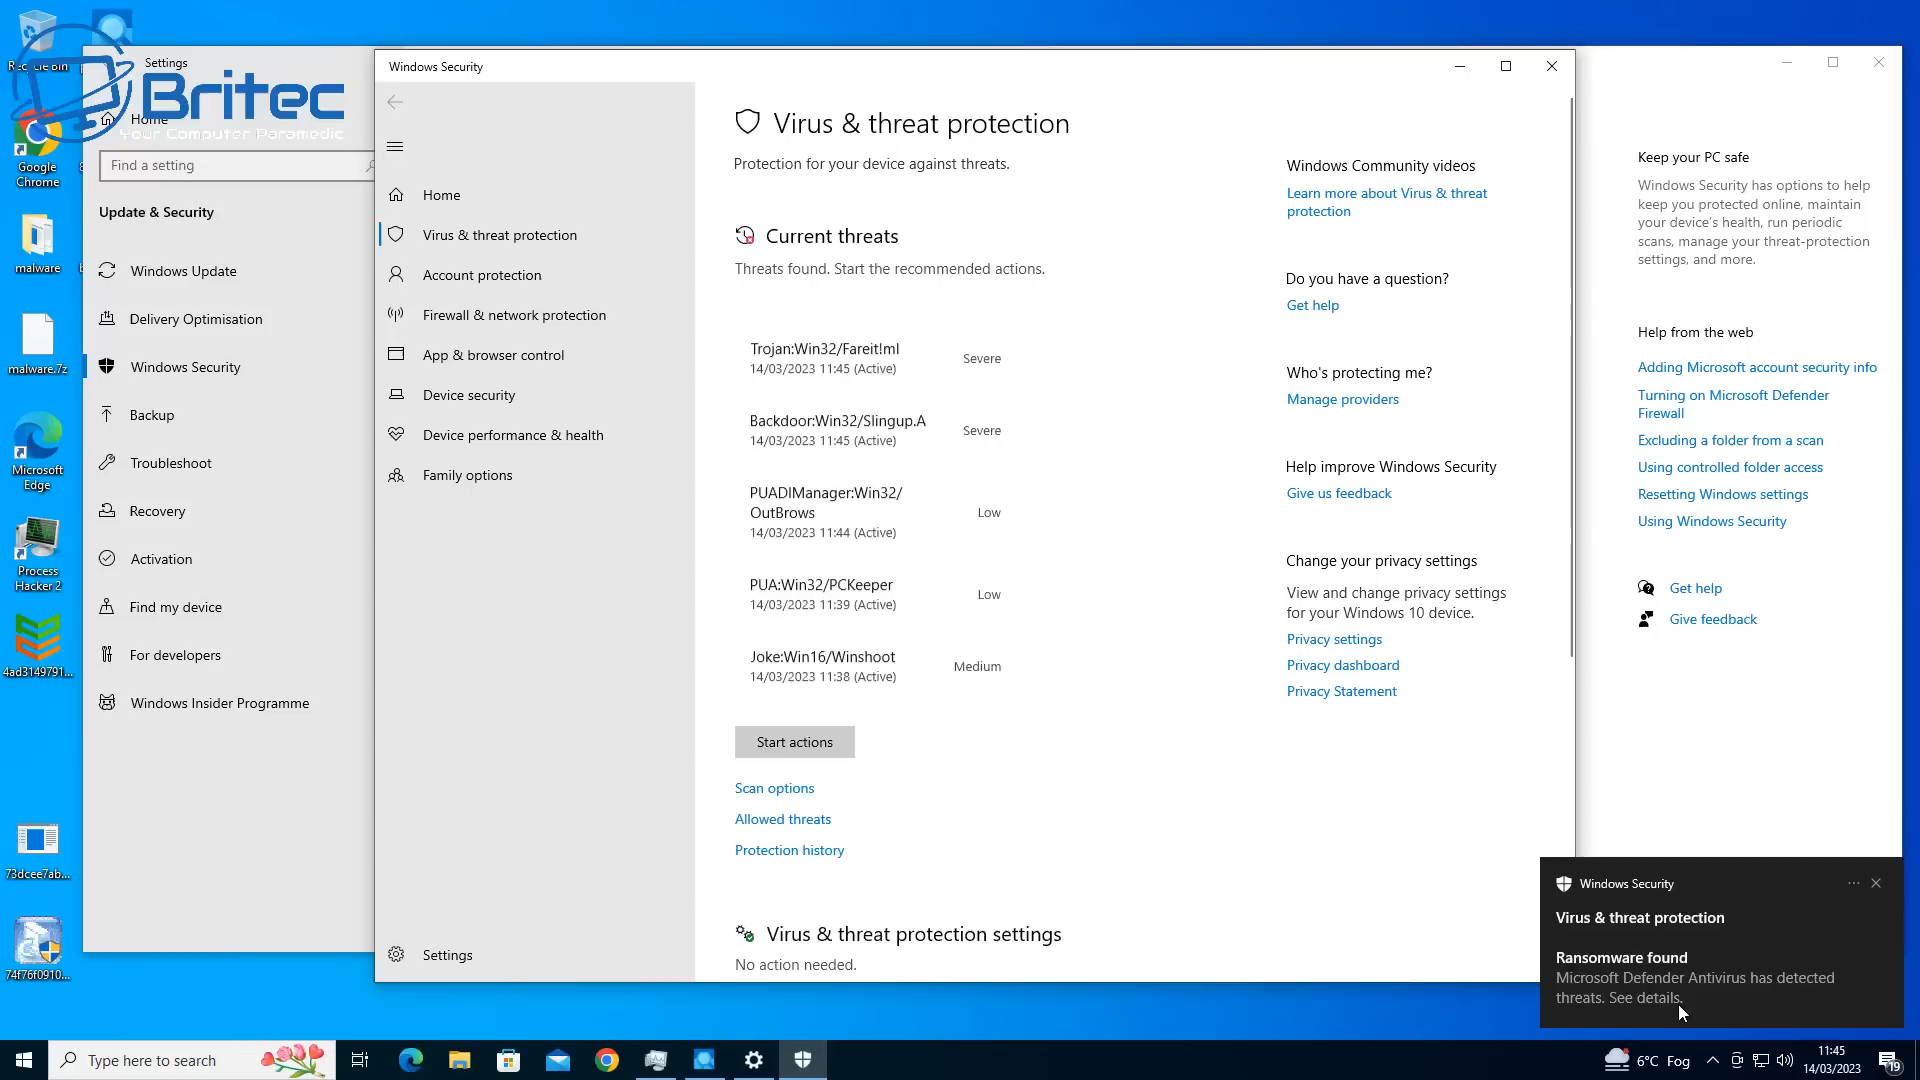 Recycle Bin
Google
Chrome
malware
malware.7z
Microsoft
Edge
Process
Hacker 2
4ad3149791...
73dcee7ab...
74f76f0910...
Britec
Your Computer Paramedic
Settings
Home
Find a setting
Update & Security
Windows Update
Delivery Optimisation
Windows Security
Backup
Troubleshoot
Recovery
Activation
Find my device
For developers
Windows Insider Programme
Windows Security
Home
Virus & threat protection
Account protection
Firewall & network protection
App & browser control
Device security
Device performance & health
Family options
Settings
Virus & threat protection
Protection for your device against threats.
Current threats
Threats found. Start the recommended actions.
Trojan:Win32/Fareit!ml
14/03/2023 11:45 (Active)
Severe
Backdoor:Win32/Slingup.A
14/03/2023 11:45 (Active)
Severe
PUADlManager:Win32/
OutBrows
14/03/2023 11:44 (Active)
Low
PUA:Win32/PCKeeper
14/03/2023 11:39 (Active)
Low
Joke:Win16/Winshoot
14/03/2023 11:38 (Active)
Medium
Start actions
Scan options
Allowed threats
Protection history
Virus & threat protection settings
No action needed.
Windows Community videos
Learn more about Virus & threat
protection
Do you have a question?
Get help
Who's protecting me?
Manage providers
Help improve Windows Security
Give us feedback
Change your privacy settings
View and change privacy settings
for your Windows 10 device.
Privacy settings
Privacy dashboard
Privacy Statement
Keep your PC safe
Windows Security has options to help
keep you protected online, maintain
your device's health, run periodic
scans, manage your threat-protection
settings, and more.
Help from the web
Adding Microsoft account security info
Turning on Microsoft Defender
Firewall
Excluding a folder from a scan
Using controlled folder access
Resetting Windows settings
Using Windows Security
Get help
Give feedback
Windows Security
Virus & threat protection
Ransomware found
Microsoft Defender Antivirus has detected
threats. See details.
Type here to search
6°C Fog
11:45
14/03/2023
19